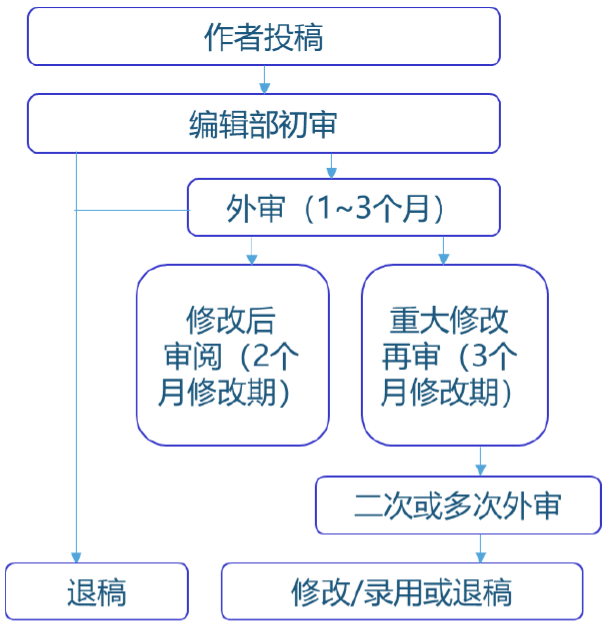 作者投稿
编辑部初审
外审（1~3个月）
修改后
审阅（2个
月修改期）
重大修改
再审（3个
月修改期）
二次或多次外审
退稿
修改/录用或退稿